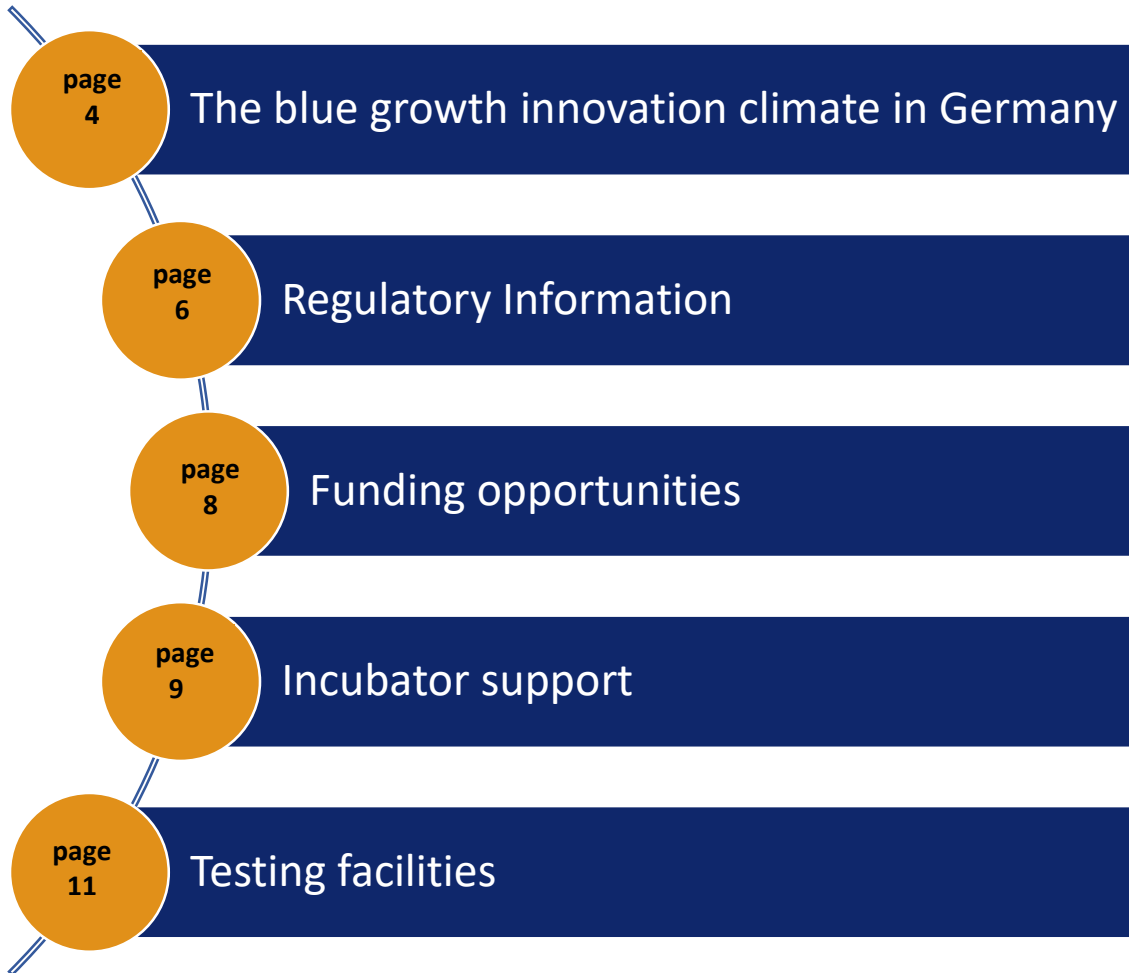 page
4
The blue growth innovation climate in Germany
page
6
Regulatory Information
page
8
Funding opportunities
page
9
Incubator support
page
11
Testing facilities